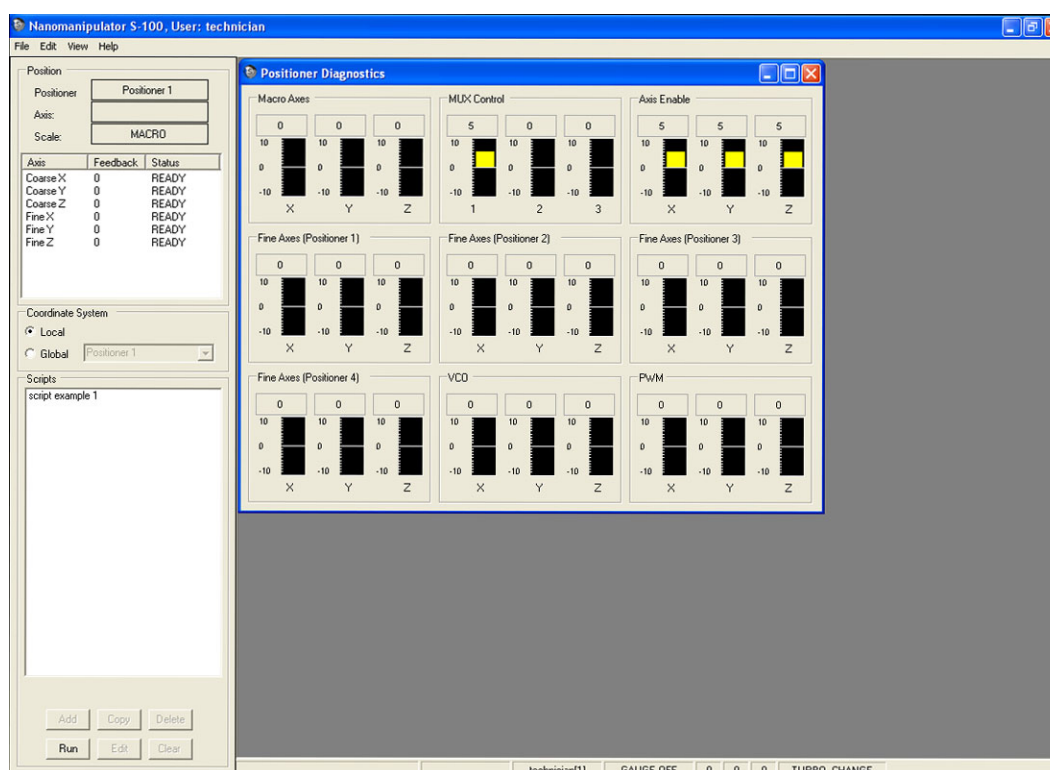 Nanomanipulator S-100, User: technician
File Edit View Help
Position
Positioner Positioner 1
Axis:
Scale: MACRO
Axis Feedback Status
Coarse X 0 READY
Coarse Y 0 READY
Coarse Z 0 READY
Fine X 0 READY
Fine Y 0 READY
Fine Z 0 READY
Coordinate System
Local
Global Positioner 1
Scripts
script example 1
Add Copy Delete
Run Edit Clear
Positioner Diagnostics
Macro Axes MUX Control Axis Enable
0 0 0 5 0 0 5 5 5
10 10 10 10 10 10 10 10 10
0 0 0 0 0 0 0 0 0
-10 -10 -10 -10 -10 -10 -10 -10 -10
X Y Z 1 2 3 X Y Z
Fine Axes (Positioner 1) Fine Axes (Positioner 2) Fine Axes (Positioner 3)
0 0 0 0 0 0 0 0 0
10 10 10 10 10 10 10 10 10
0 0 0 0 0 0 0 0 0
-10 -10 -10 -10 -10 -10 -10 -10 -10
X Y Z X Y Z X Y Z
Fine Axes (Positioner 4) VCO PWM
0 0 0 0 0 0 0 0 0
10 10 10 10 10 10 10 10 10
0 0 0 0 0 0 0 0 0
-10 -10 -10 -10 -10 -10 -10 -10 -10
X Y Z X Y Z X Y Z
technician[1] GAUGE OFF 0 0 0 TURBO CHANGE